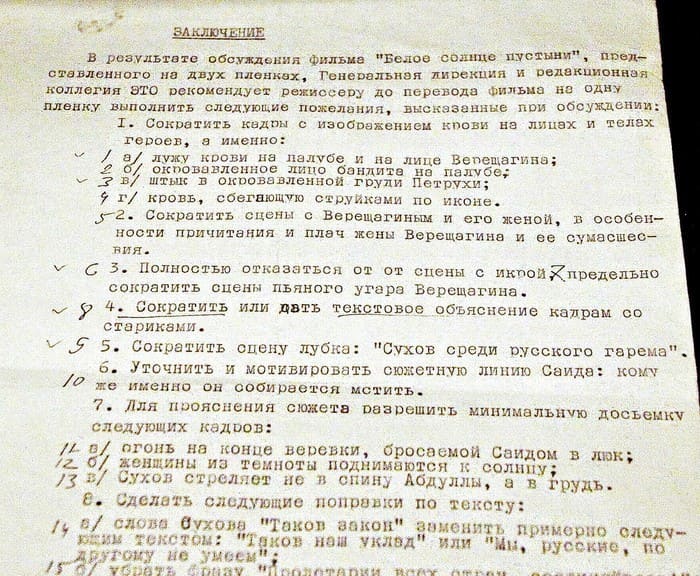 ЗАКЛЮЧЕНИЕ
В результате обсуждения фильма "Белое солнце пустыни", пред-
ставленного на двух пленках, Генеральная дирекция и редакционная
коллегия ЭТО рекомендует режиссеру до перевода фильма на одну
пленку выполнить следующие пожелания, высказанные при обсуждении:
I. Сократить кадры с изображением крови на лицах и телах
героев, а именно:
1 а/ лужу крови на палубе и на лице Верещагина;
2 б/ окровавленное лицо бандита на палубе;
3 в/ штык в окровавленной груди Петрухи;
4 г/ кровь, сбегающую струйками по иконе.
5 2. Сократить сцены с Верещагиным и его женой, в особен-
ности причитания и плач жены Верещагина и ее сумасшес-
вия.
6 3. Полностью отказаться от от сцены с икрой, предельно
сократить сцены пьяного угара Верещагина.
8 4. Сократить или дать текстовое объяснение кадрам со
стариками.
9 5. Сократить сцену лубка: "Сухов среди русского гарема".
6. Уточнить и мотивировать сюжетную линию Саида: кому
10 же именно он собирается мстить.
7. Для прояснения сюжета разрешить минимальную досъемку
следующих кадров:
11 а/ огонь на конце веревки, бросаемой Саидом в люк;
12 б/ женщины из темноты поднимаются к солнцу;
13 в/ Сухов стреляет не в спину Абдуллы, а в грудь.
8. Сделать следующие поправки по тексту:
14 а/ слова Сухова "Таков закон" заменить примерно следу-
ющим текстом: "Таков наш уклад" или "Мы, русские, по
другому не умеем";
15 б/ убрать фразу "Пролетарии всех стран,